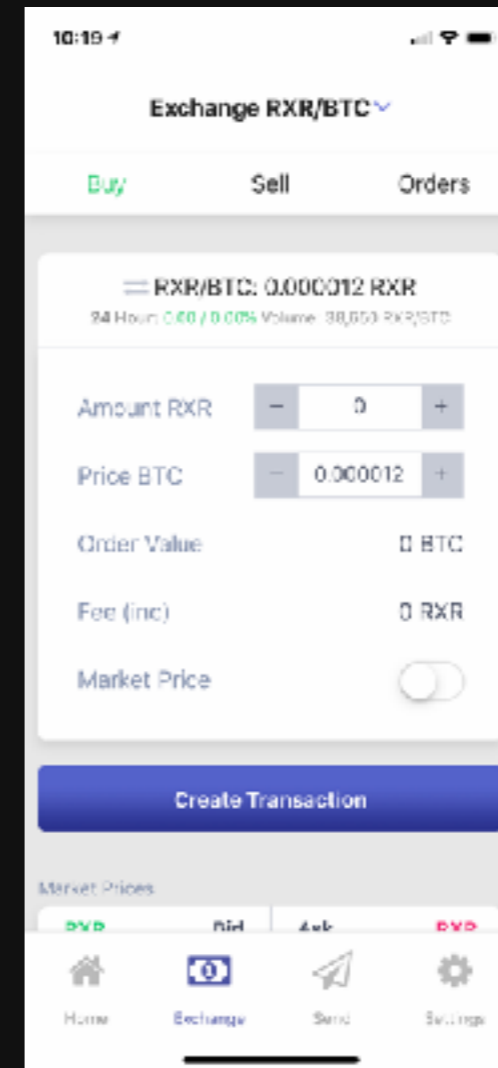 10:19
Exchange RXR/BTC
Buy Sell Orders
RXR/BTC: 0.000012 RXR
24 Hour: 0.00 / 0.00% Volume: 38,650 RXR/BTC
Amount RXR - 0 +
Price BTC - 0.000012 +
Order Value 0 BTC
Fee (inc) 0 RXR
Market Price
Create Transaction
Market Prices
RXR Bid Ask RXR
Home Exchange Send Settings